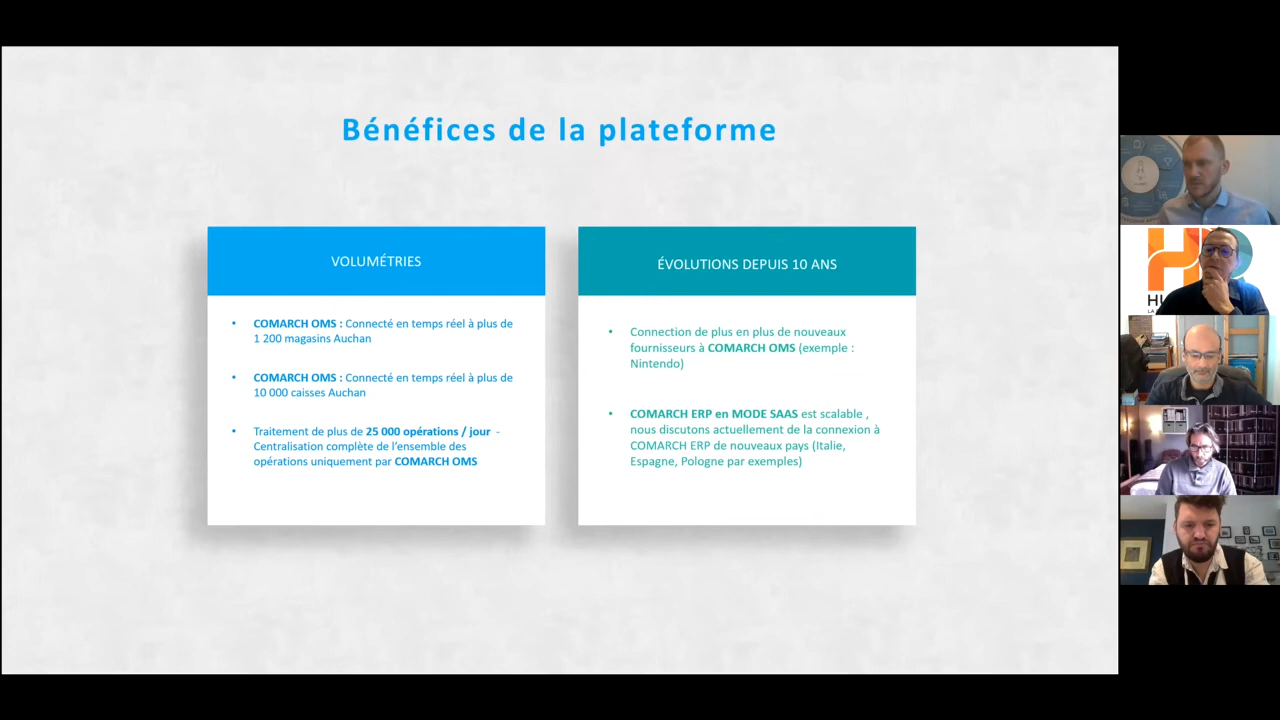 Bénéfices de la plateforme
VOLUMÉTRIES
• COMARCH OMS : Connecté en temps réel à plus de
1 200 magasins Auchan
• COMARCH OMS : Connecté en temps réel à plus de
10 000 caisses Auchan
• Traitement de plus de 25 000 opérations / jour -
Centralisation complète de l’ensemble des
opérations uniquement par COMARCH OMS
ÉVOLUTIONS DEPUIS 10 ANS
• Connection de plus en plus de nouveaux
fournisseurs à COMARCH OMS (exemple :
Nintendo)
• COMARCH ERP en MODE SAAS est scalable ,
nous discutons actuellement de la connexion à
COMARCH ERP de nouveaux pays (Italie,
Espagne, Pologne par exemples)